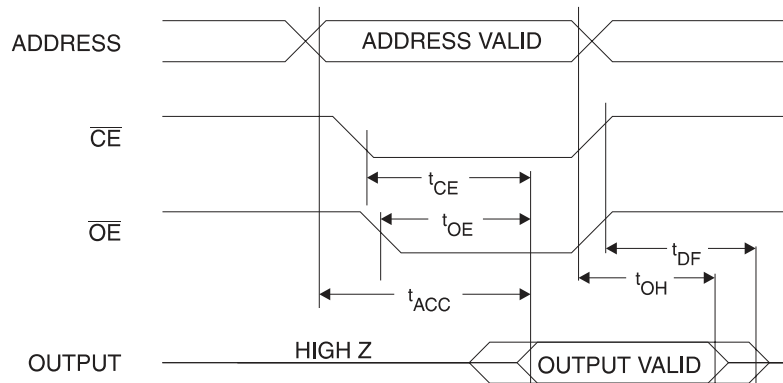 ADDRESS
ADDRESS VALID
CE
tCE
OE
tOE
tDF
tOH
tACC
HIGH Z
OUTPUT
OUTPUT VALID